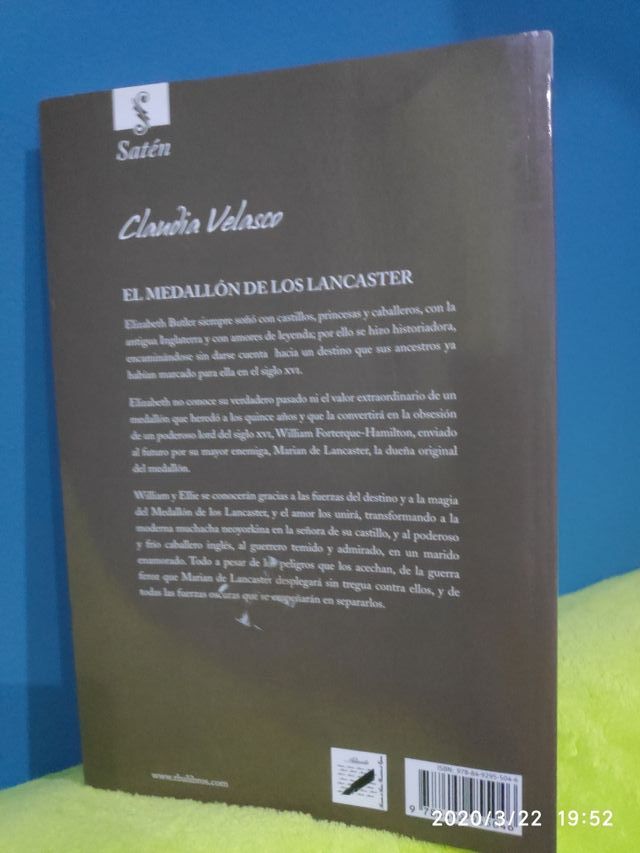 Satén
Claudia Velasco
EL MEDALLÓN DE LOS LANCASTER
Elizabeth Butler siempre soñó con castillos, princesas y caballeros, con la
antigua Inglaterra y con amores de leyenda; por ello se hizo historiadora,
encaminándose sin darse cuenta hacia un destino que sus ancestros ya
habían marcado para ella en el siglo XVI.
Elizabeth no conoce su verdadero pasado ni el valor extraordinario de un
medallón que heredó a los quince años y que la convertirá en la obsesión
de un poderoso lord del siglo XVI, William Forterque-Hamilton, enviado
al futuro por su mayor enemiga, Marian de Lancaster, la dueña original
del medallón.
William y Ellie se conocerán gracias a las fuerzas del destino y a la magia
del Medallón de los Lancaster, y el amor los unirá, transformando a la
moderna muchacha neoyorkina en la señora de su castillo, y al poderoso
y frío caballero inglés, al guerrero temido y admirado, en un marido
enamorado. Todo a pesar de los peligros que los acechan, de la guerra
feroz que Marian de Lancaster desplegará sin tregua contra ellos, y de
todas las fuerzas oscuras que se empeñarán en separarlos.
www.rbalibros.com
ISBN: 978-84-9295-504-6
2020/3/22 19:52